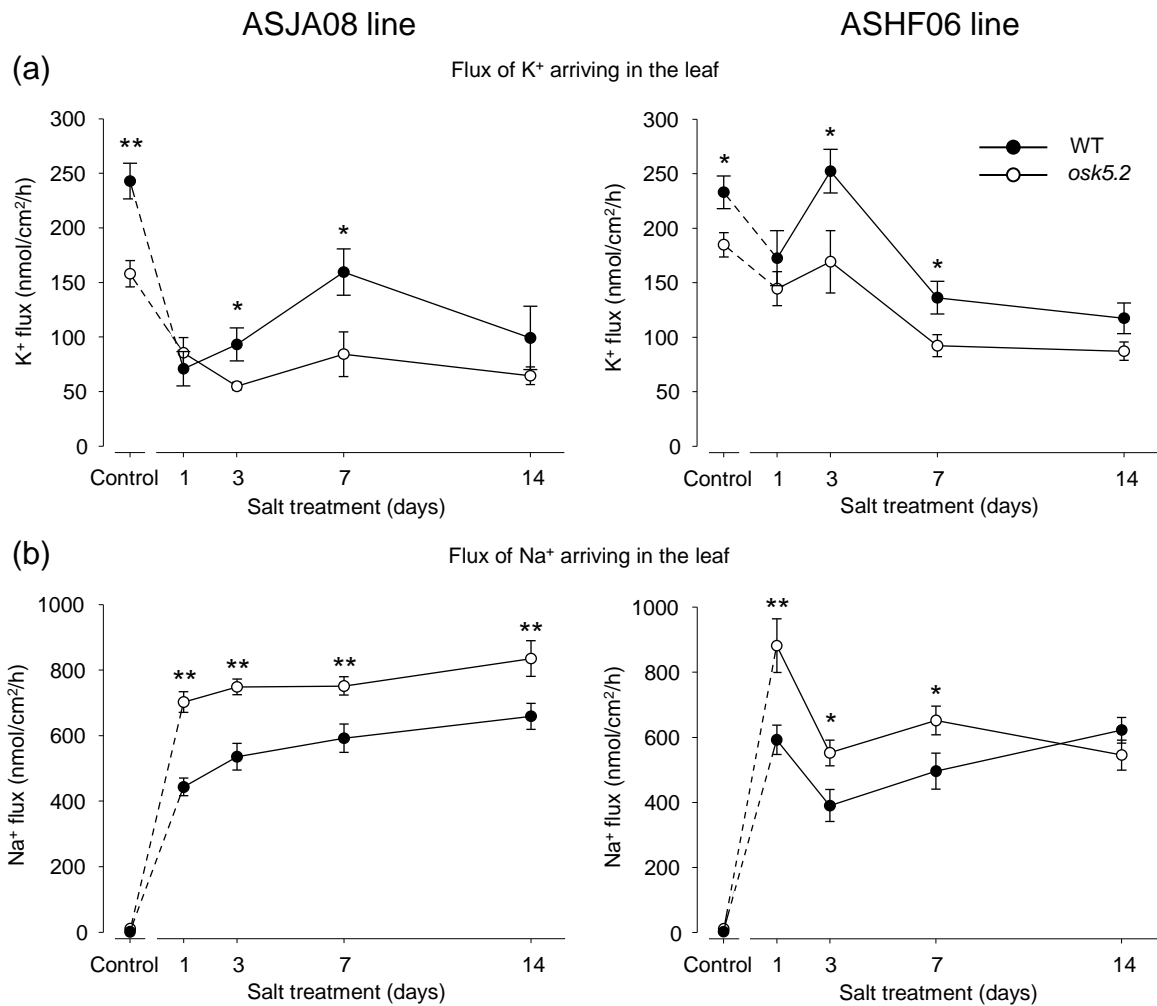 ASJA08 line
ASHF06 line
(a)
Flux of K⁺ arriving in the leaf
K⁺ flux (nmol/cm²/h)
300
250
200
150
100
50
0
**
*
*
Control
1
3
7
14
Salt treatment (days)
K⁺ flux (nmol/cm²/h)
300
250
200
150
100
50
0
*
*
*
WT
osk5.2
Control
1
3
7
14
Salt treatment (days)
(b)
Flux of Na⁺ arriving in the leaf
Na⁺ flux (nmol/cm²/h)
1000
800
600
400
200
0
**
**
**
**
Control
1
3
7
14
Salt treatment (days)
Na⁺ flux (nmol/cm²/h)
1000
800
600
400
200
0
**
*
*
Control
1
3
7
14
Salt treatment (days)